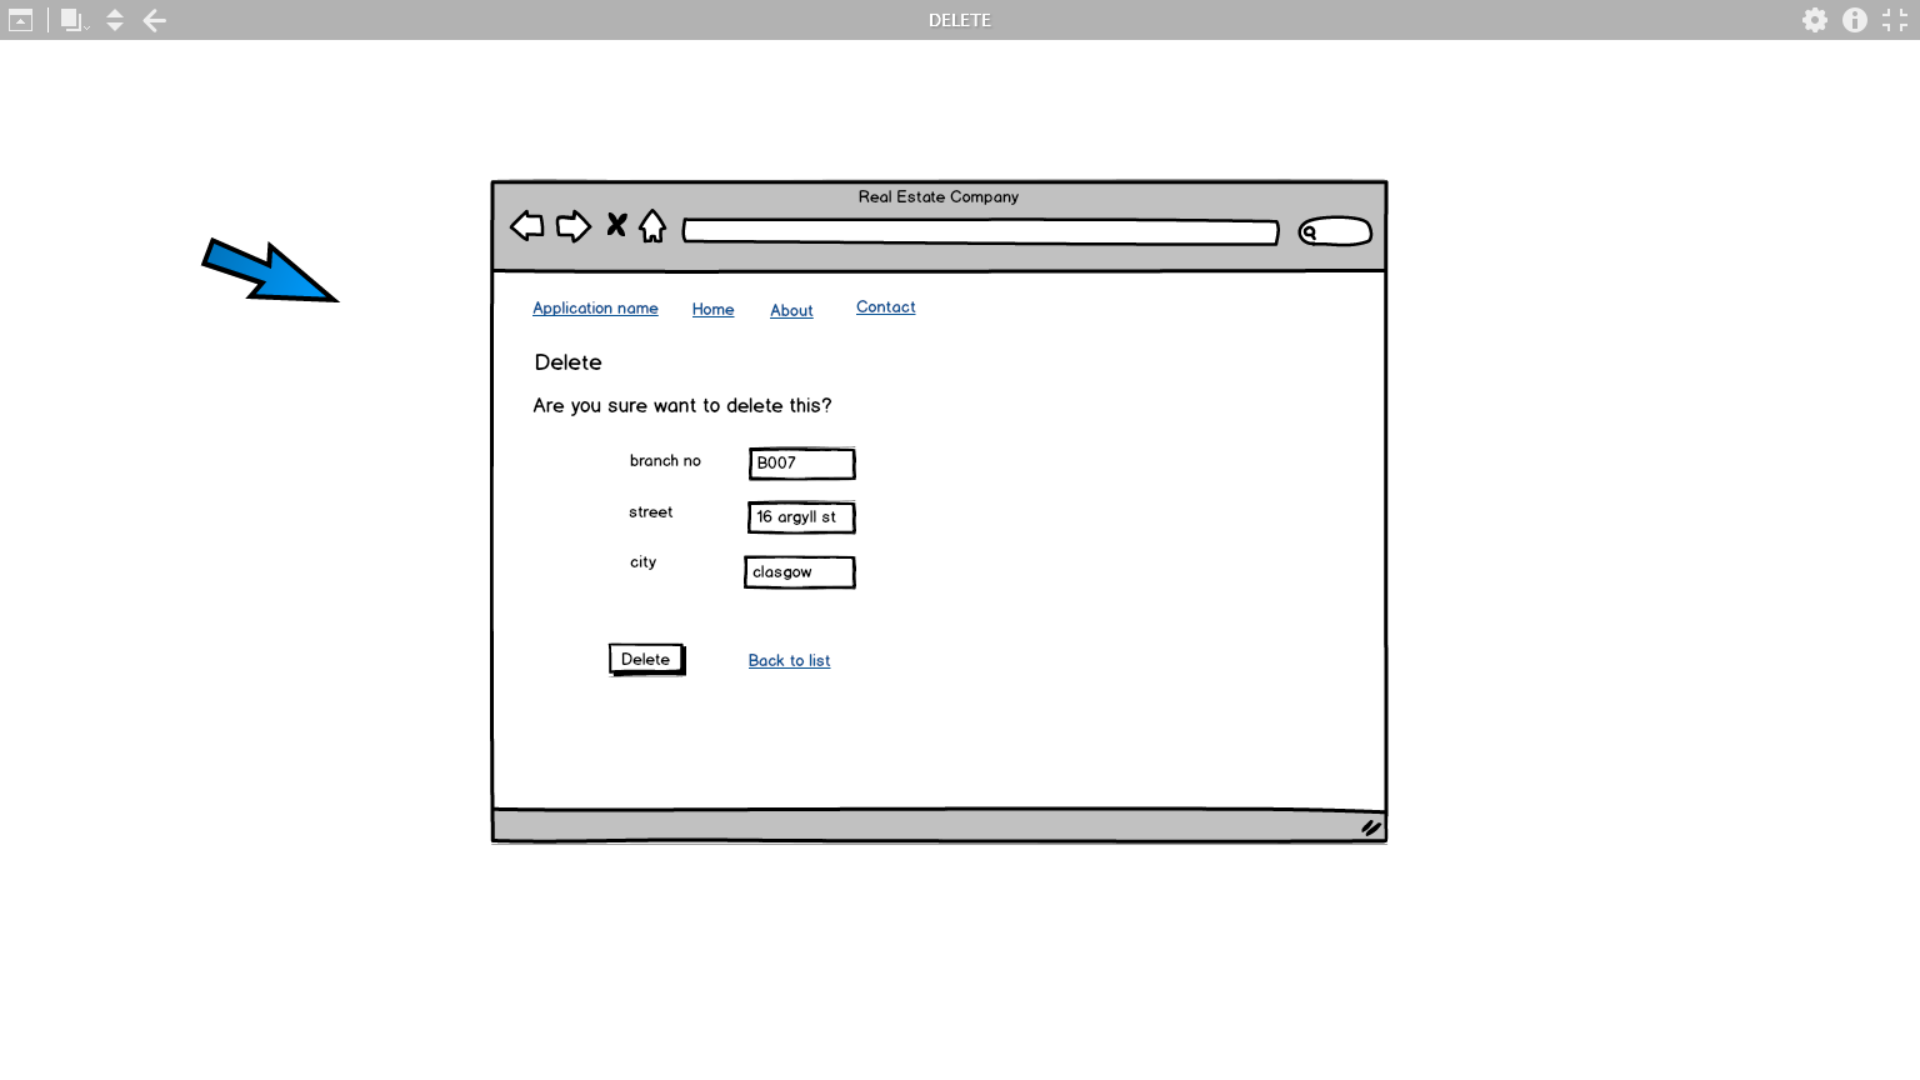 DELETE
Real Estate Company
Application name Home About Contact
Delete
Are you sure want to delete this?
branch no B007
street 16 argyll st
city clasgow
Delete Back to list